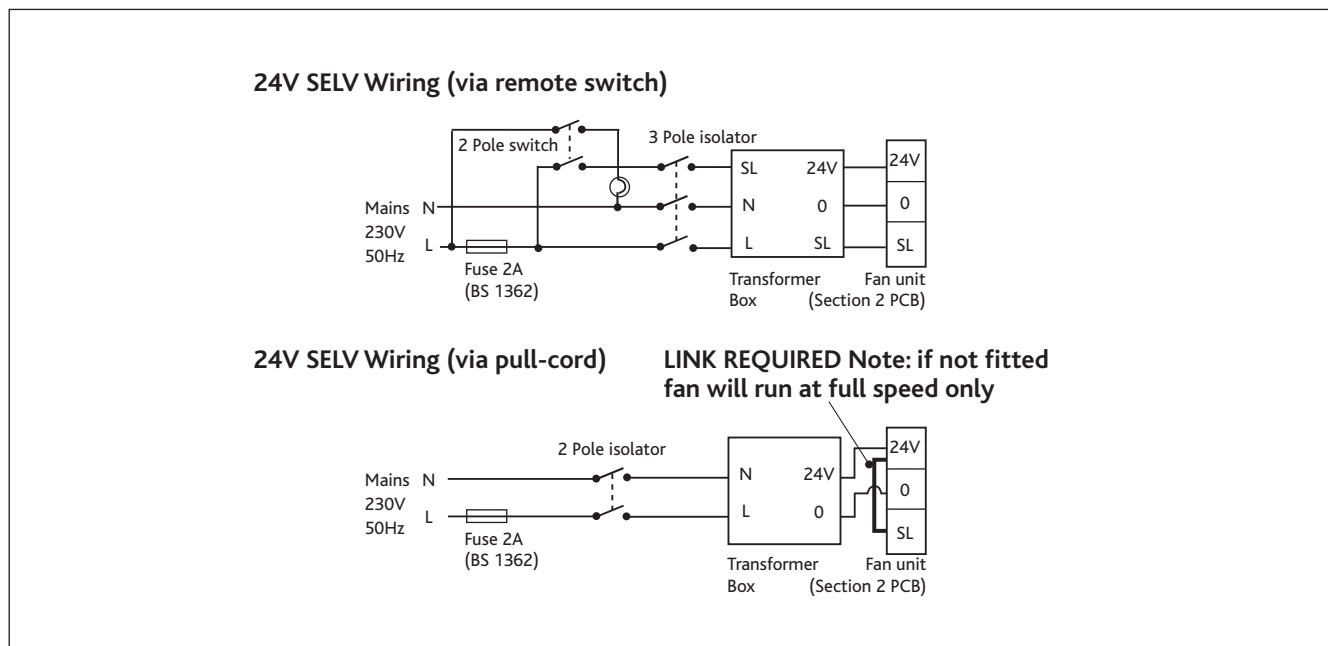 24V SELV Wiring (via remote switch)
2 Pole switch
3 Pole isolator
SL
24V
24V
Mains N
N
0
0
230V
50Hz
L
L
SL
SL
Fuse 2A
(BS 1362)
Transformer
Box
Fan unit
(Section 2 PCB)
24V SELV Wiring (via pull-cord)
LINK REQUIRED Note: if not fitted
fan will run at full speed only
2 Pole isolator
24V
Mains N
N
24V
230V
0
50Hz
L
L
0
SL
Fuse 2A
(BS 1362)
Transformer
Box
Fan unit
(Section 2 PCB)